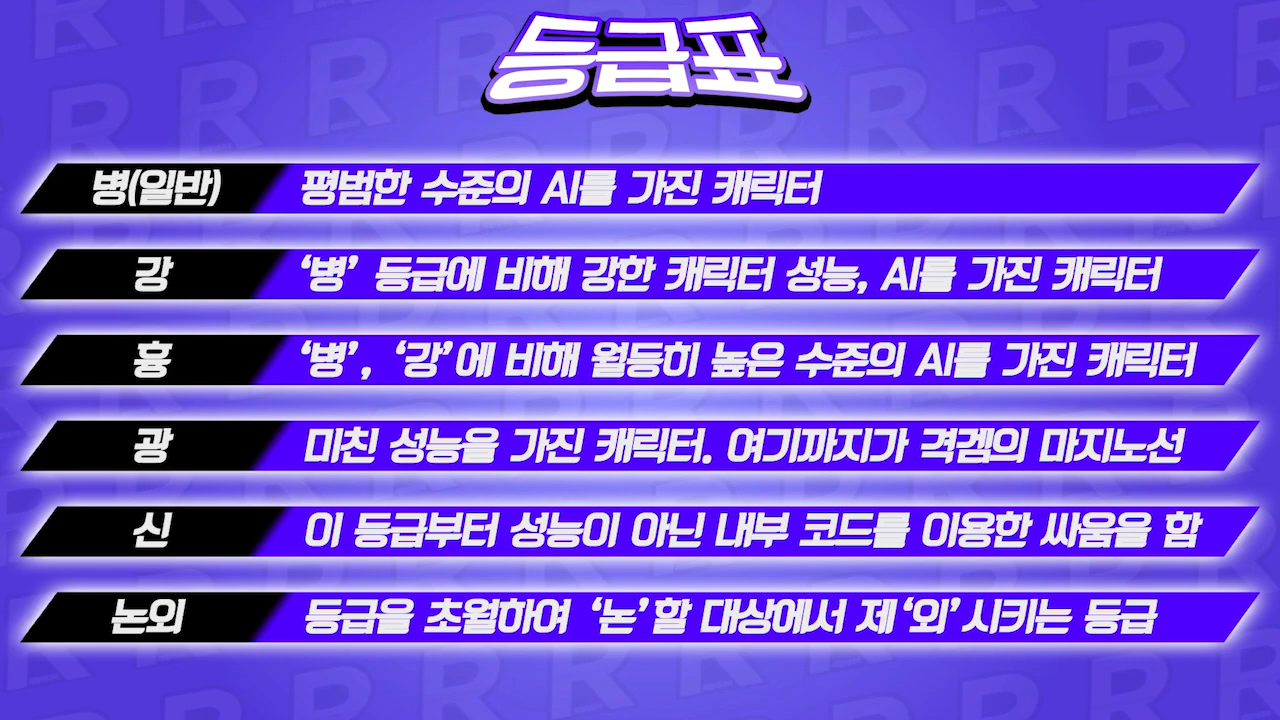 등급표
병(일반) 평범한 수준의 AI를 가진 캐릭터
강 ‘병’ 등급에 비해 강한 캐릭터 성능, AI를 가진 캐릭터
흉 ‘병’, ‘강’에 비해 월등히 높은 수준의 AI를 가진 캐릭터
광 미친 성능을 가진 캐릭터. 여기까지가 격겜의 마지노선
신 이 등급부터 성능이 아닌 내부 코드를 이용한 싸움을 함
논외 등급을 초월하여 ‘논’할 대상에서 제‘외’시키는 등급